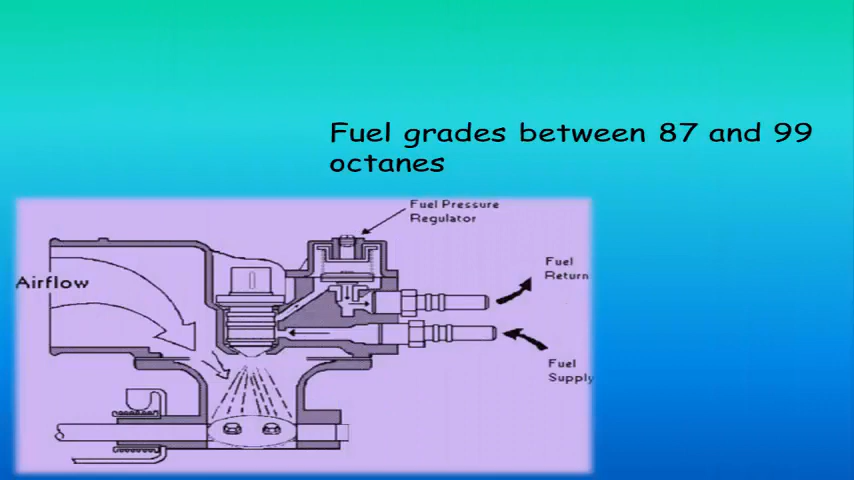 Fuel grades between 87 and 99
octanes
Fuel Pressure
Regulator
Fuel
Return
Airflow
Fuel
Supply